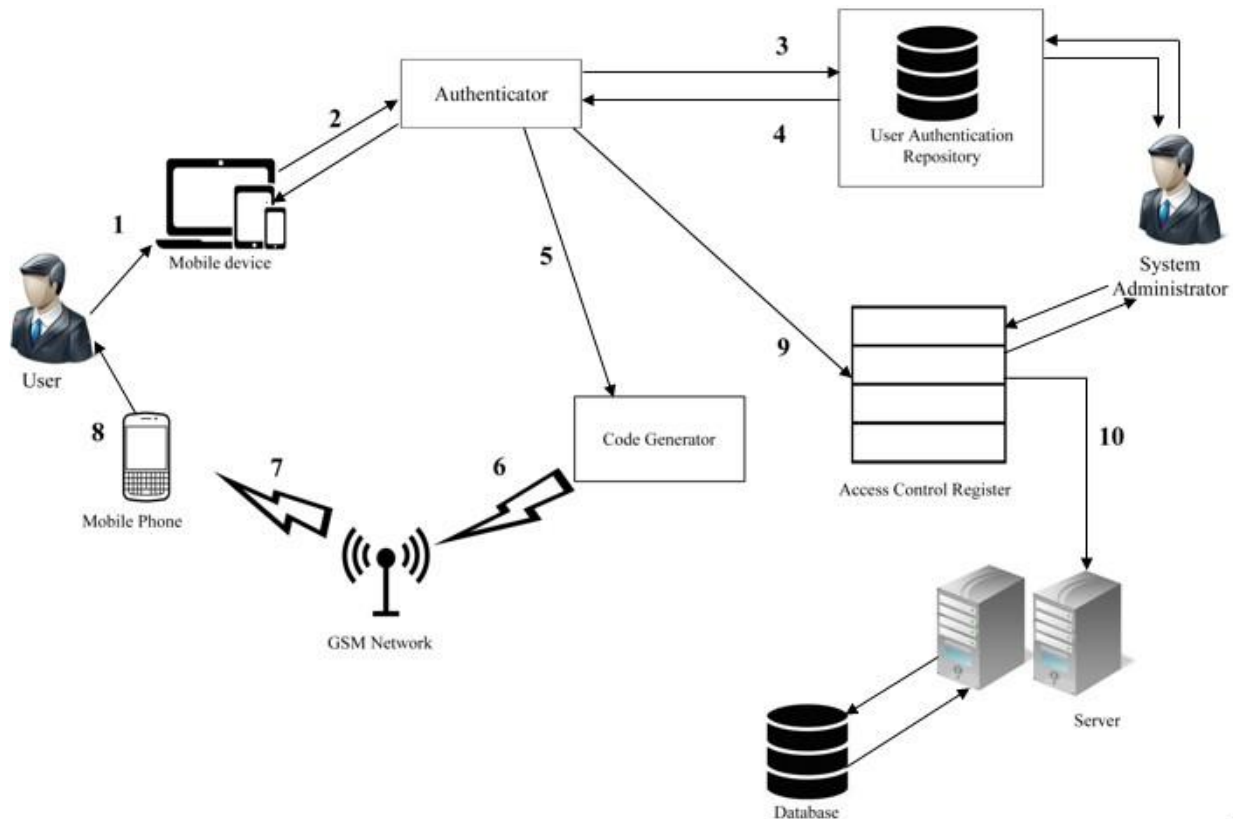 3
Authenticator
2
4
User Authentication
Repository
1
Mobile device
5
System
Administrator
User
9
8
Code Generator
10
7
6
Access Control Register
Mobile Phone
GSM Network
Server
Database